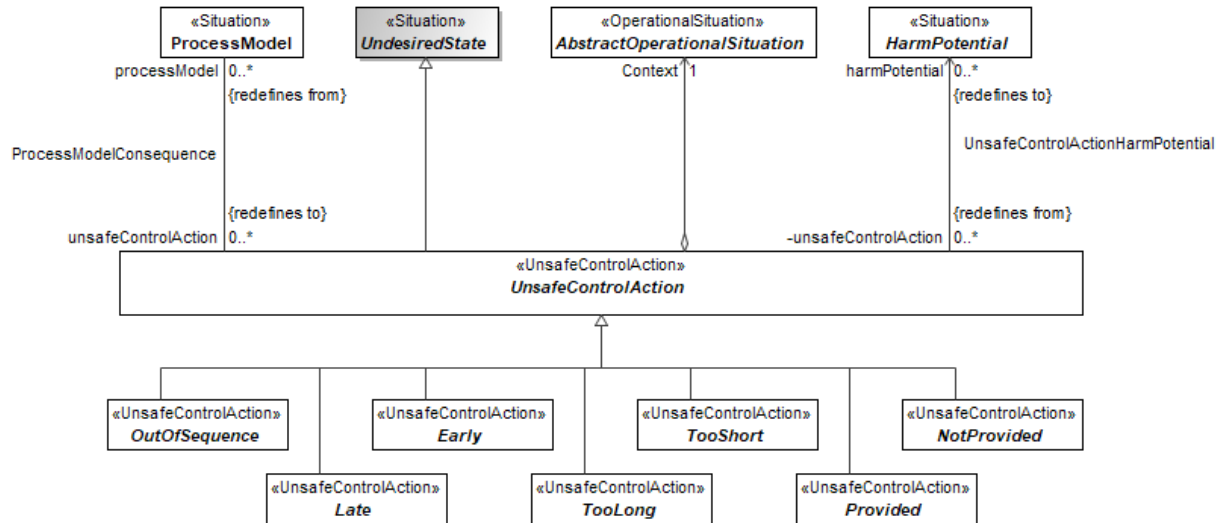 «Situation»
ProcessModel
«Situation»
UndesiredState
«OperationalSituation»
AbstractOperationalSituation
«Situation»
HarmPotential
processModel 0..*
Context 1
harmPotential 0..*
{redefines from}
{redefines to}
ProcessModelConsequence
UnsafeControlActionHarmPotential
{redefines to}
{redefines from}
unsafeControlAction 0..*
-unsafeControlAction 0..*
«UnsafeControlAction»
UnsafeControlAction
«UnsafeControlAction»
OutOfSequence
«UnsafeControlAction»
Early
«UnsafeControlAction»
TooShort
«UnsafeControlAction»
NotProvided
«UnsafeControlAction»
Late
«UnsafeControlAction»
TooLong
«UnsafeControlAction»
Provided